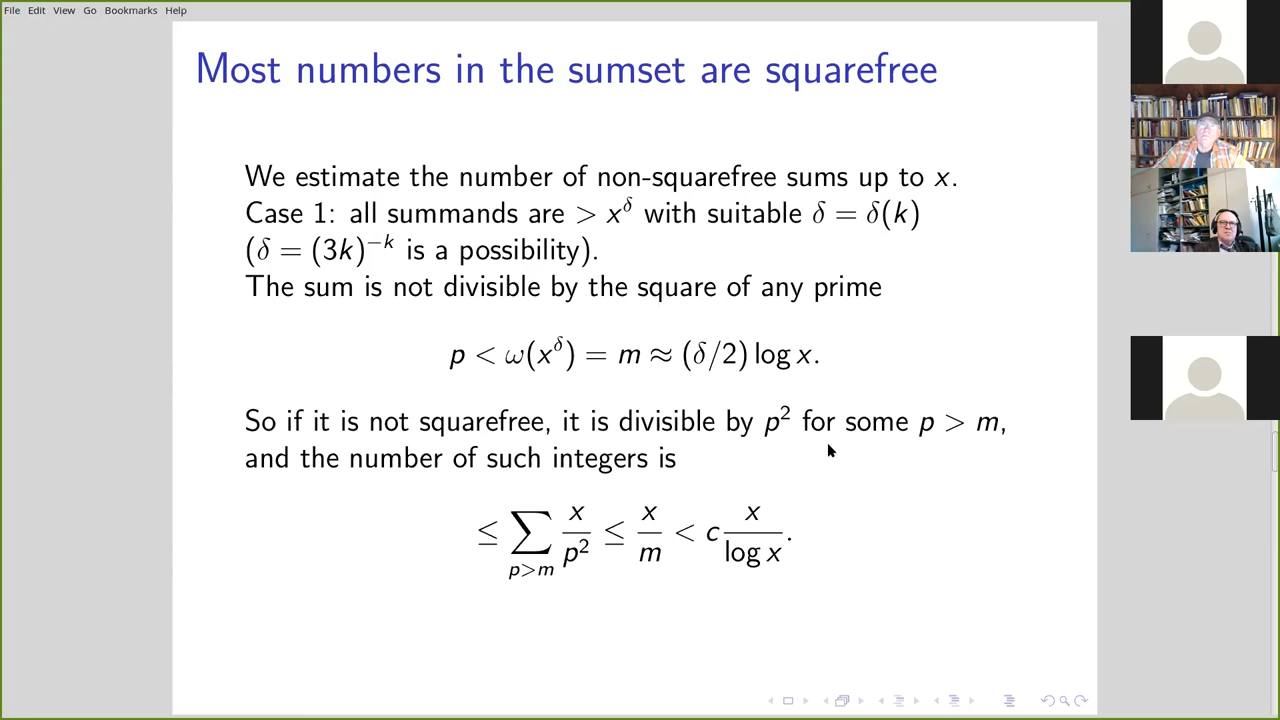 File Edit View Go Bookmarks Help
Most numbers in the sumset are squarefree
We estimate the number of non-squarefree sums up to x.
Case 1: all summands are > x^δ with suitable δ = δ(k)
(δ = (3k)^{−k} is a possibility).
The sum is not divisible by the square of any prime
p < ω(x^δ) = m ≈ (δ/2) log x.
So if it is not squarefree, it is divisible by p² for some p > m,
and the number of such integers is
≤ ∑_{p>m} x/p² ≤ x/m < c x/log x.